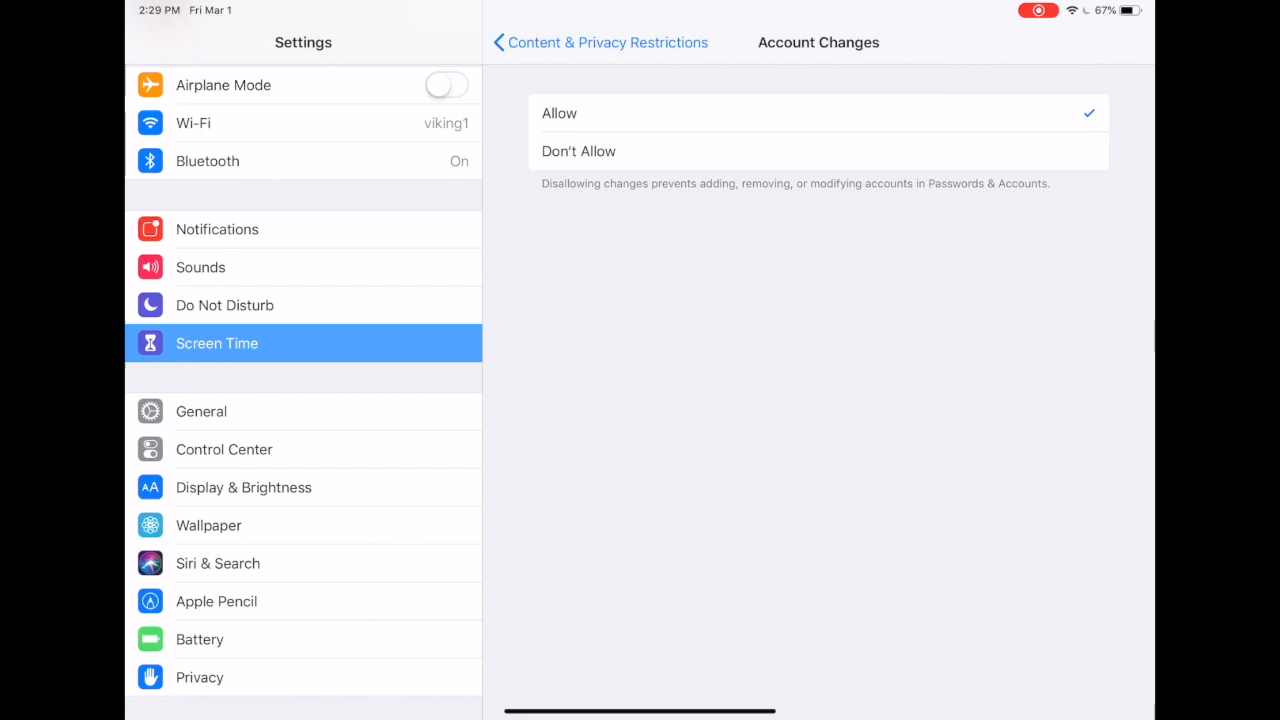 2:29 PM Fri Mar 1
67%
Settings
Content & Privacy Restrictions
Account Changes
Airplane Mode
Wi-Fi
viking1
Bluetooth
On
Notifications
Sounds
Do Not Disturb
Screen Time
General
Control Center
AA
Display & Brightness
Wallpaper
Siri & Search
Apple Pencil
Battery
Privacy
Allow
Don't Allow
Disallowing changes prevents adding, removing, or modifying accounts in Passwords & Accounts.